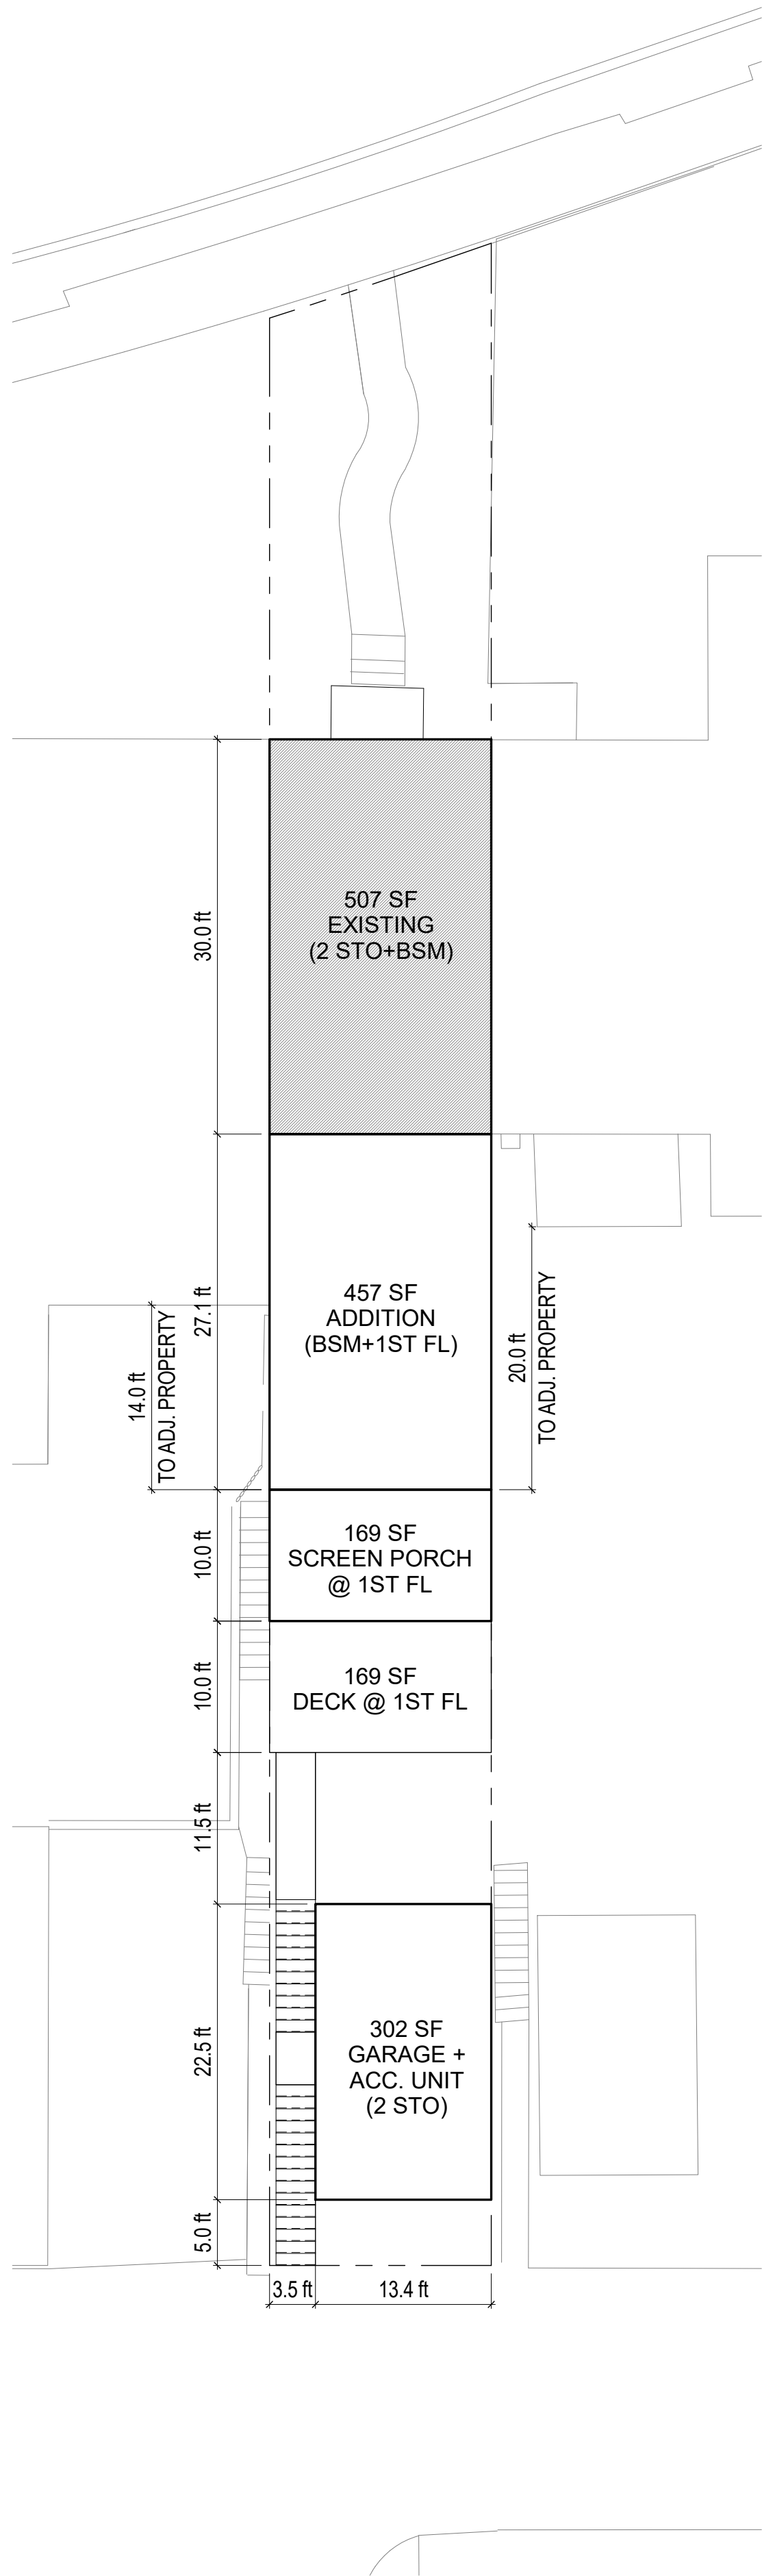 507 SF
EXISTING
(2 STO+BSM)
30.0 ft
457 SF
ADDITION
(BSM+1ST FL)
27.1 ft
14.0 ft
TO ADJ. PROPERTY
20.0 ft
TO ADJ. PROPERTY
169 SF
SCREEN PORCH
@ 1ST FL
10.0 ft
169 SF
DECK @ 1ST FL
10.0 ft
11.5 ft
302 SF
GARAGE +
ACC. UNIT
(2 STO)
22.5 ft
5.0 ft
3.5 ft
13.4 ft